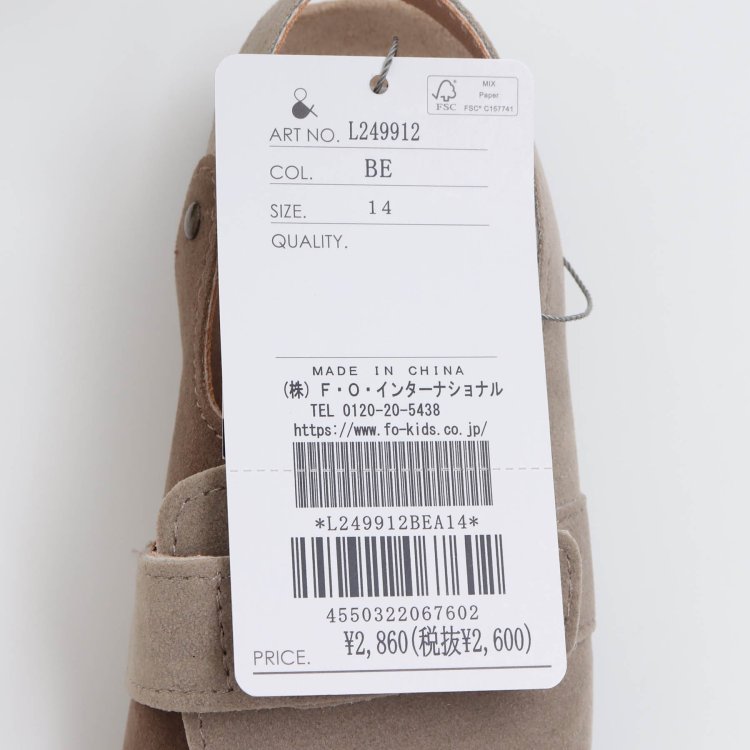 &
MIX
Paper
FSC
FSC® C157741
ART NO. L249912
COL. BE
SIZE. 14
QUALITY.
MADE IN CHINA
(株) F・O・インターナショナル
TEL 0120-20-5438
https://www.fo-kids.co.jp/
*L249912BEA14*
4550322067602
PRICE. ¥2,860(税抜¥2,600)